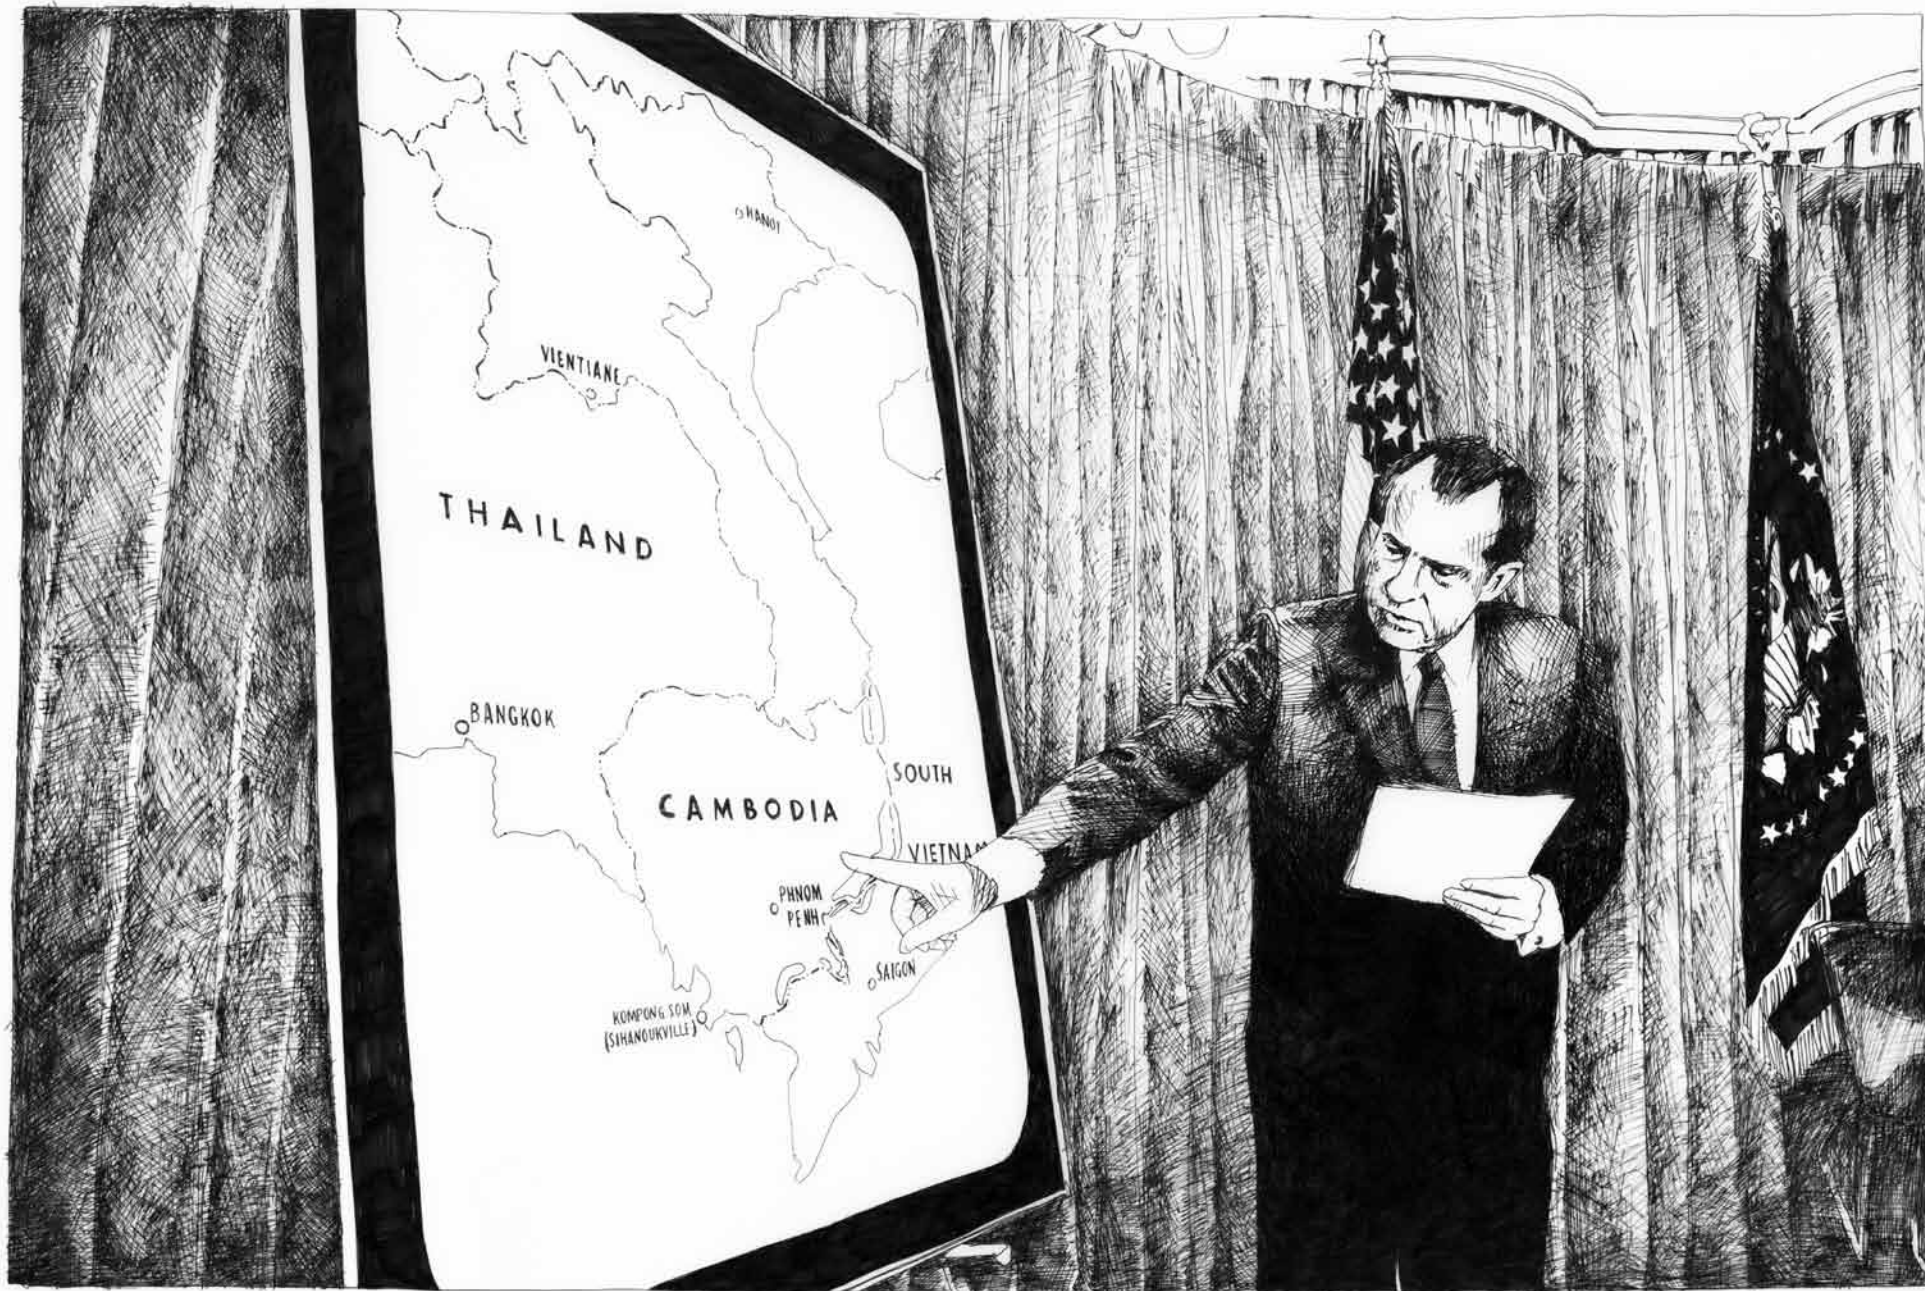 HANOI
VIENTIANE
THAILAND
BANGKOK
SOUTH
CAMBODIA
VIETNAM
PHNOM
PENH
SAIGON
KOMPONG SOM
(SIHANOUKVILLE)